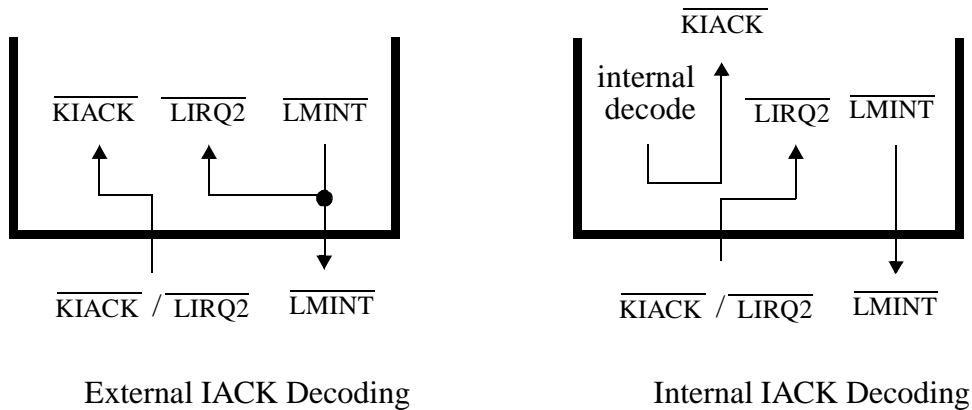 KIACK LIRQ2 LMINT
KIACK / LIRQ2 LMINT
External IACK Decoding
KIACK
internal
decode
LIRQ2 LMINT
KIACK / LIRQ2 LMINT
Internal IACK Decoding